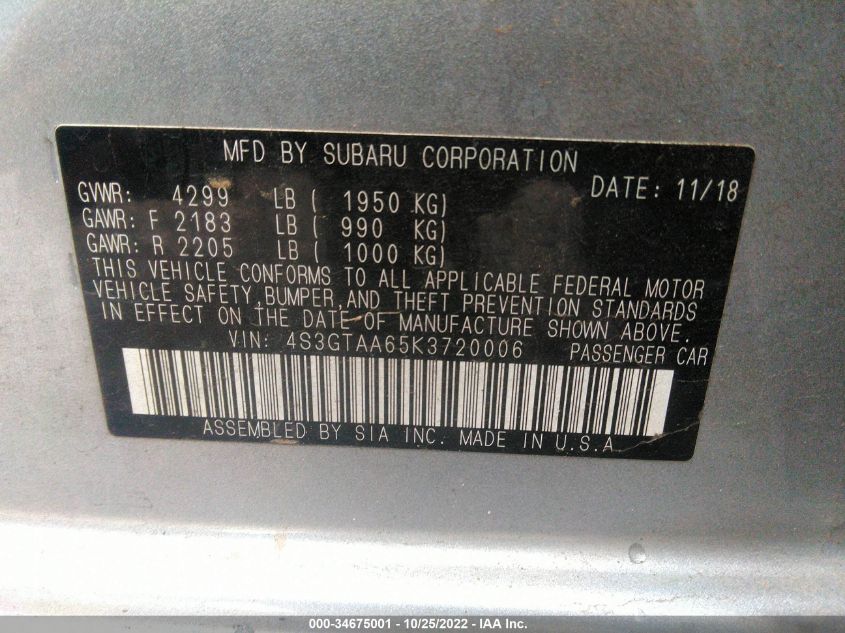 MFD BY SUBARU CORPORATION
DATE: 11/18
GVWR: 4299 LB ( 1950 KG)
GAWR: F 2183 LB ( 990 KG)
GAWR: R 2205 LB ( 1000 KG)
THIS VEHICLE CONFORMS TO ALL APPLICABLE FEDERAL MOTOR
VEHICLE SAFETY, BUMPER, AND THEFT PREVENTION STANDARDS
IN EFFECT ON THE DATE OF MANUFACTURE SHOWN ABOVE.
VIN: 4S3GTAA65K3720006 PASSENGER CAR
ASSEMBLED BY SIA INC. MADE IN U.S.A
000-34675001 - 10/25/2022 - IAA Inc.